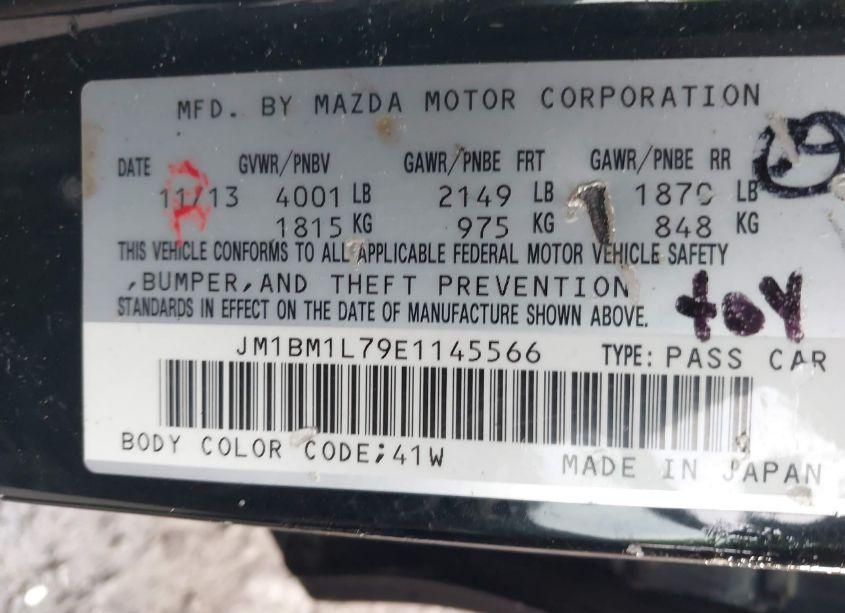 MFD. BY MAZDA MOTOR CORPORATION
DATE GVWR/PNBV GAWR/PNBE FRT GAWR/PNBE RR
11/13 4001 LB 2149 LB LB
1815 KG 975 KG 848 KG
THIS VEHICLE CONFORMS TO ALL APPLICABLE FEDERAL MOTOR VEHICLE SAFETY
,BUMPER,AND THEFT PREVENTION
STANDARDS IN EFFECT ON THE DATE OF MANUFACTURE SHOWN ABOVE.
JM1BM1L79E1145566 TYPE: PASS CAR
BODY COLOR CODE;41W
MADE IN JAPAN